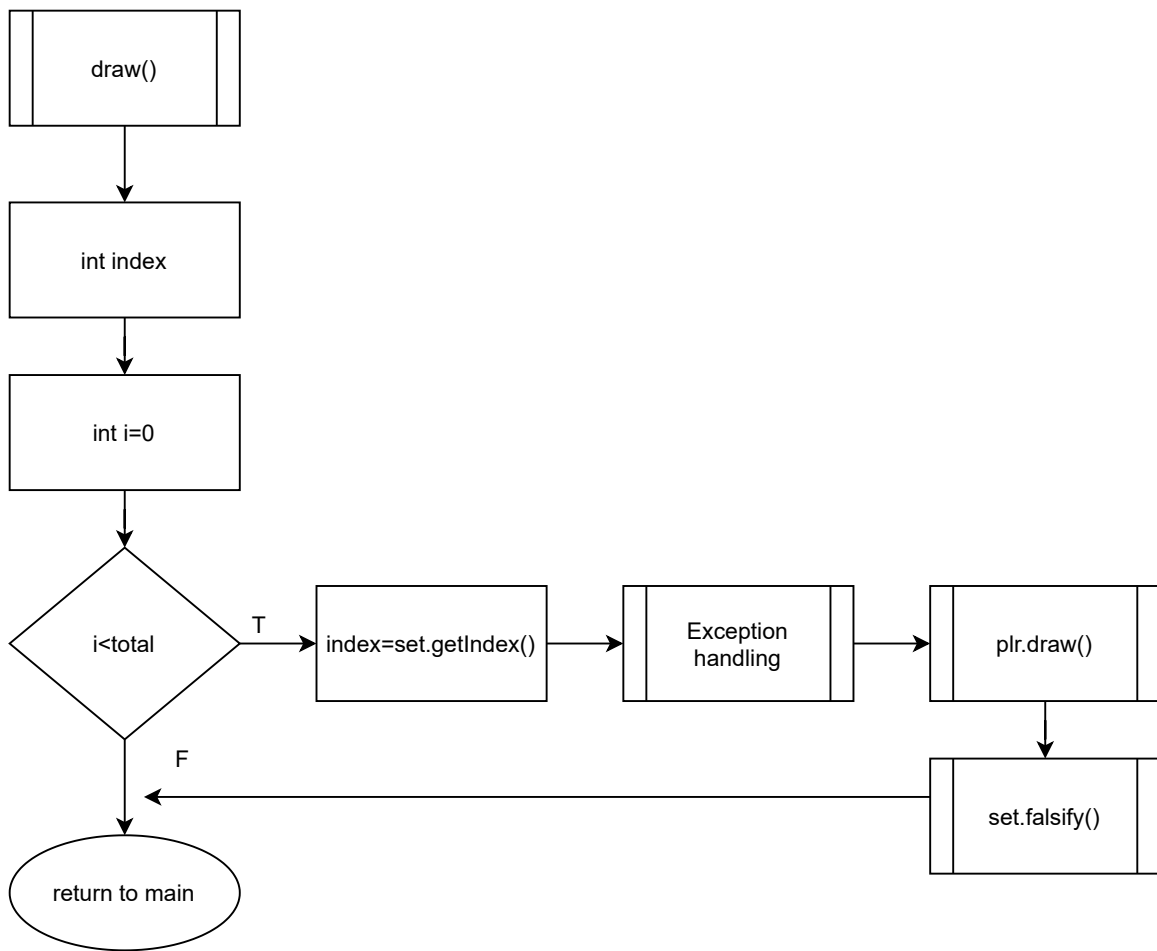 draw()
int index
int i=0
i<total
T
index=set.getIndex()
Exception
handling
plr.draw()
F
set.falsify()
return to main